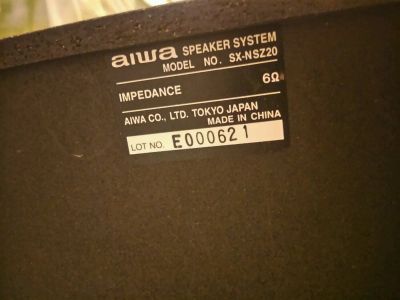 aiwa SPEAKER SYSTEM
MODEL NO. SX-NSZ20
IMPEDANCE 6Ω
AIWA CO., LTD. TOKYO JAPAN
MADE IN CHINA
LOT NO. E000621